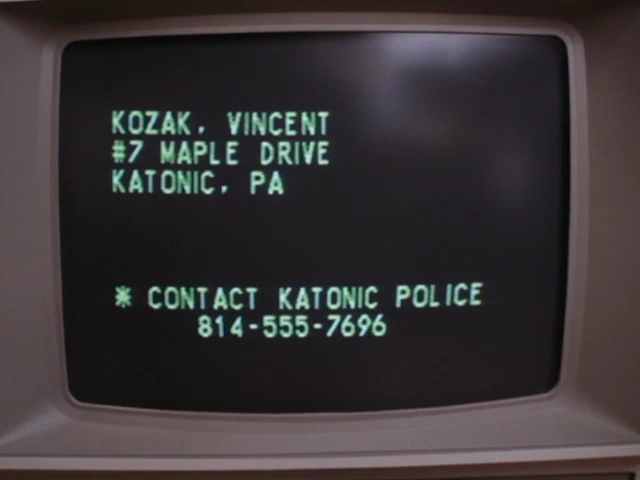 KOZAK, VINCENT
#7 MAPLE DRIVE
KATONIC, PA
* CONTACT KATONIC POLICE
814-555-7696